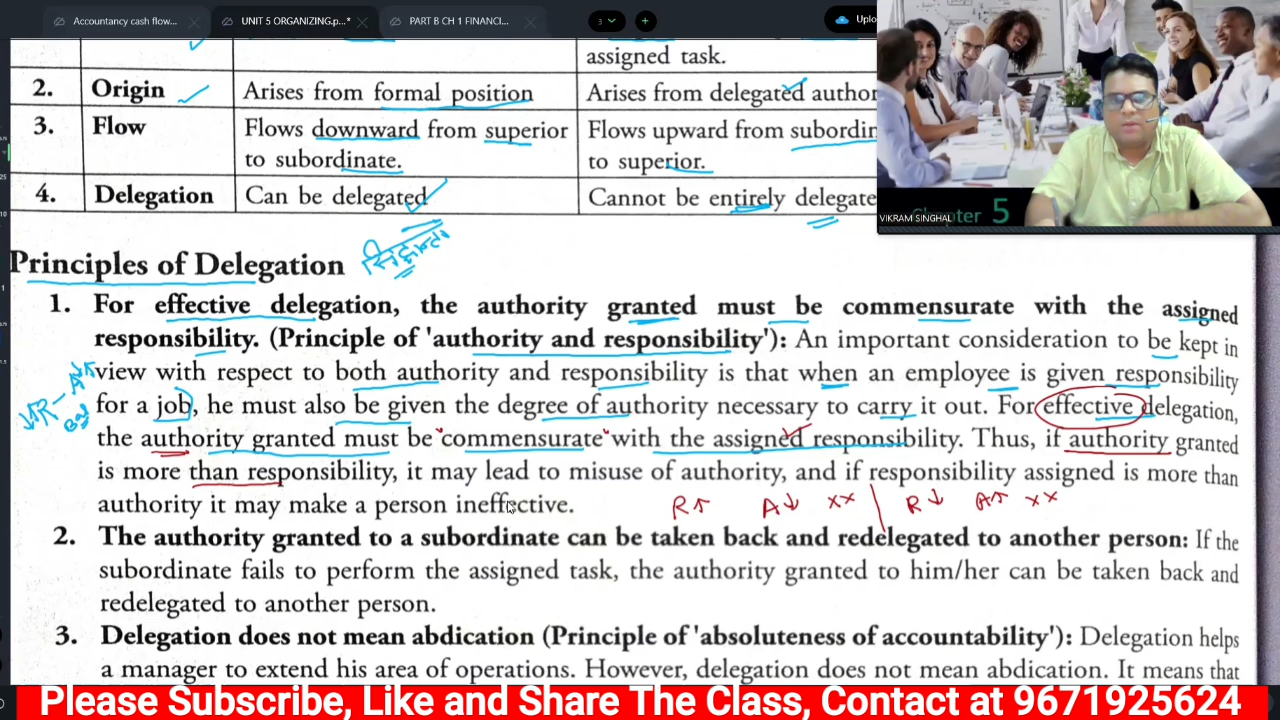 Accountancy cash flow...
UNIT 5 ORGANIZING.p...*
PART B CH 1 FINANCI...
3
Uplo
assigned task.
2. Origin Arises from formal position Arises from delegated author
3. Flow Flows downward from superior Flows upward from subordin
to subordinate. to superior.
4. Delegation Can be delegated Cannot be entirely delegate
VIKRAM SINGHAL
pter 5
Principles of Delegation
1. For effective delegation, the authority granted must be commensurate with the assigned
responsibility. (Principle of 'authority and responsibility'): An important consideration to be kept in
view with respect to both authority and responsibility is that when an employee is given responsibility
for a job, he must also be given the degree of authority necessary to carry it out. For effective delegation,
the authority granted must be "commensurate" with the assigned responsibility. Thus, if authority granted
is more than responsibility, it may lead to misuse of authority, and if responsibility assigned is more than
authority it may make a person ineffective.
R↑ A↓ ×× R↓ A↑ ××
2. The authority granted to a subordinate can be taken back and redelegated to another person: If the
subordinate fails to perform the assigned task, the authority granted to him/her can be taken back and
redelegated to another person.
3. Delegation does not mean abdication (Principle of 'absoluteness of accountability'): Delegation helps
a manager to extend his area of operations. However, delegation does not mean abdication. It means that
Please Subscribe, Like and Share The Class, Contact at 9671925624